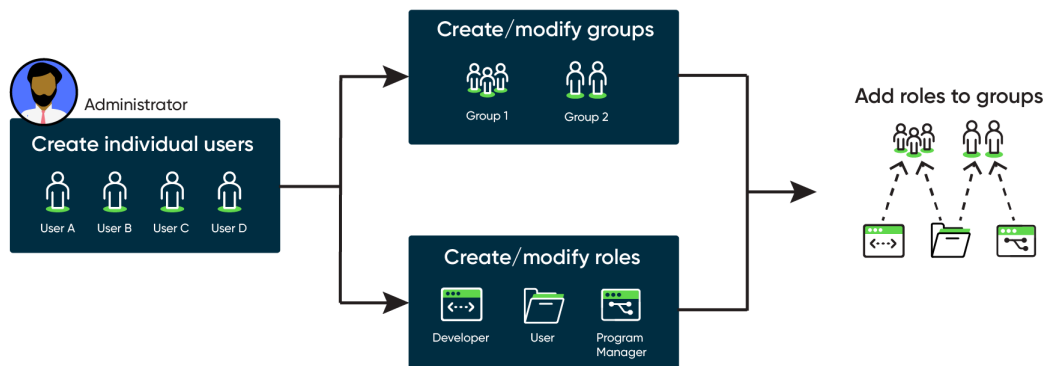 Administrator
Create individual users
User A
User B
User C
User D
Create/modify groups
Group 1
Group 2
Create/modify roles
Developer
User
Program
Manager
Add roles to groups